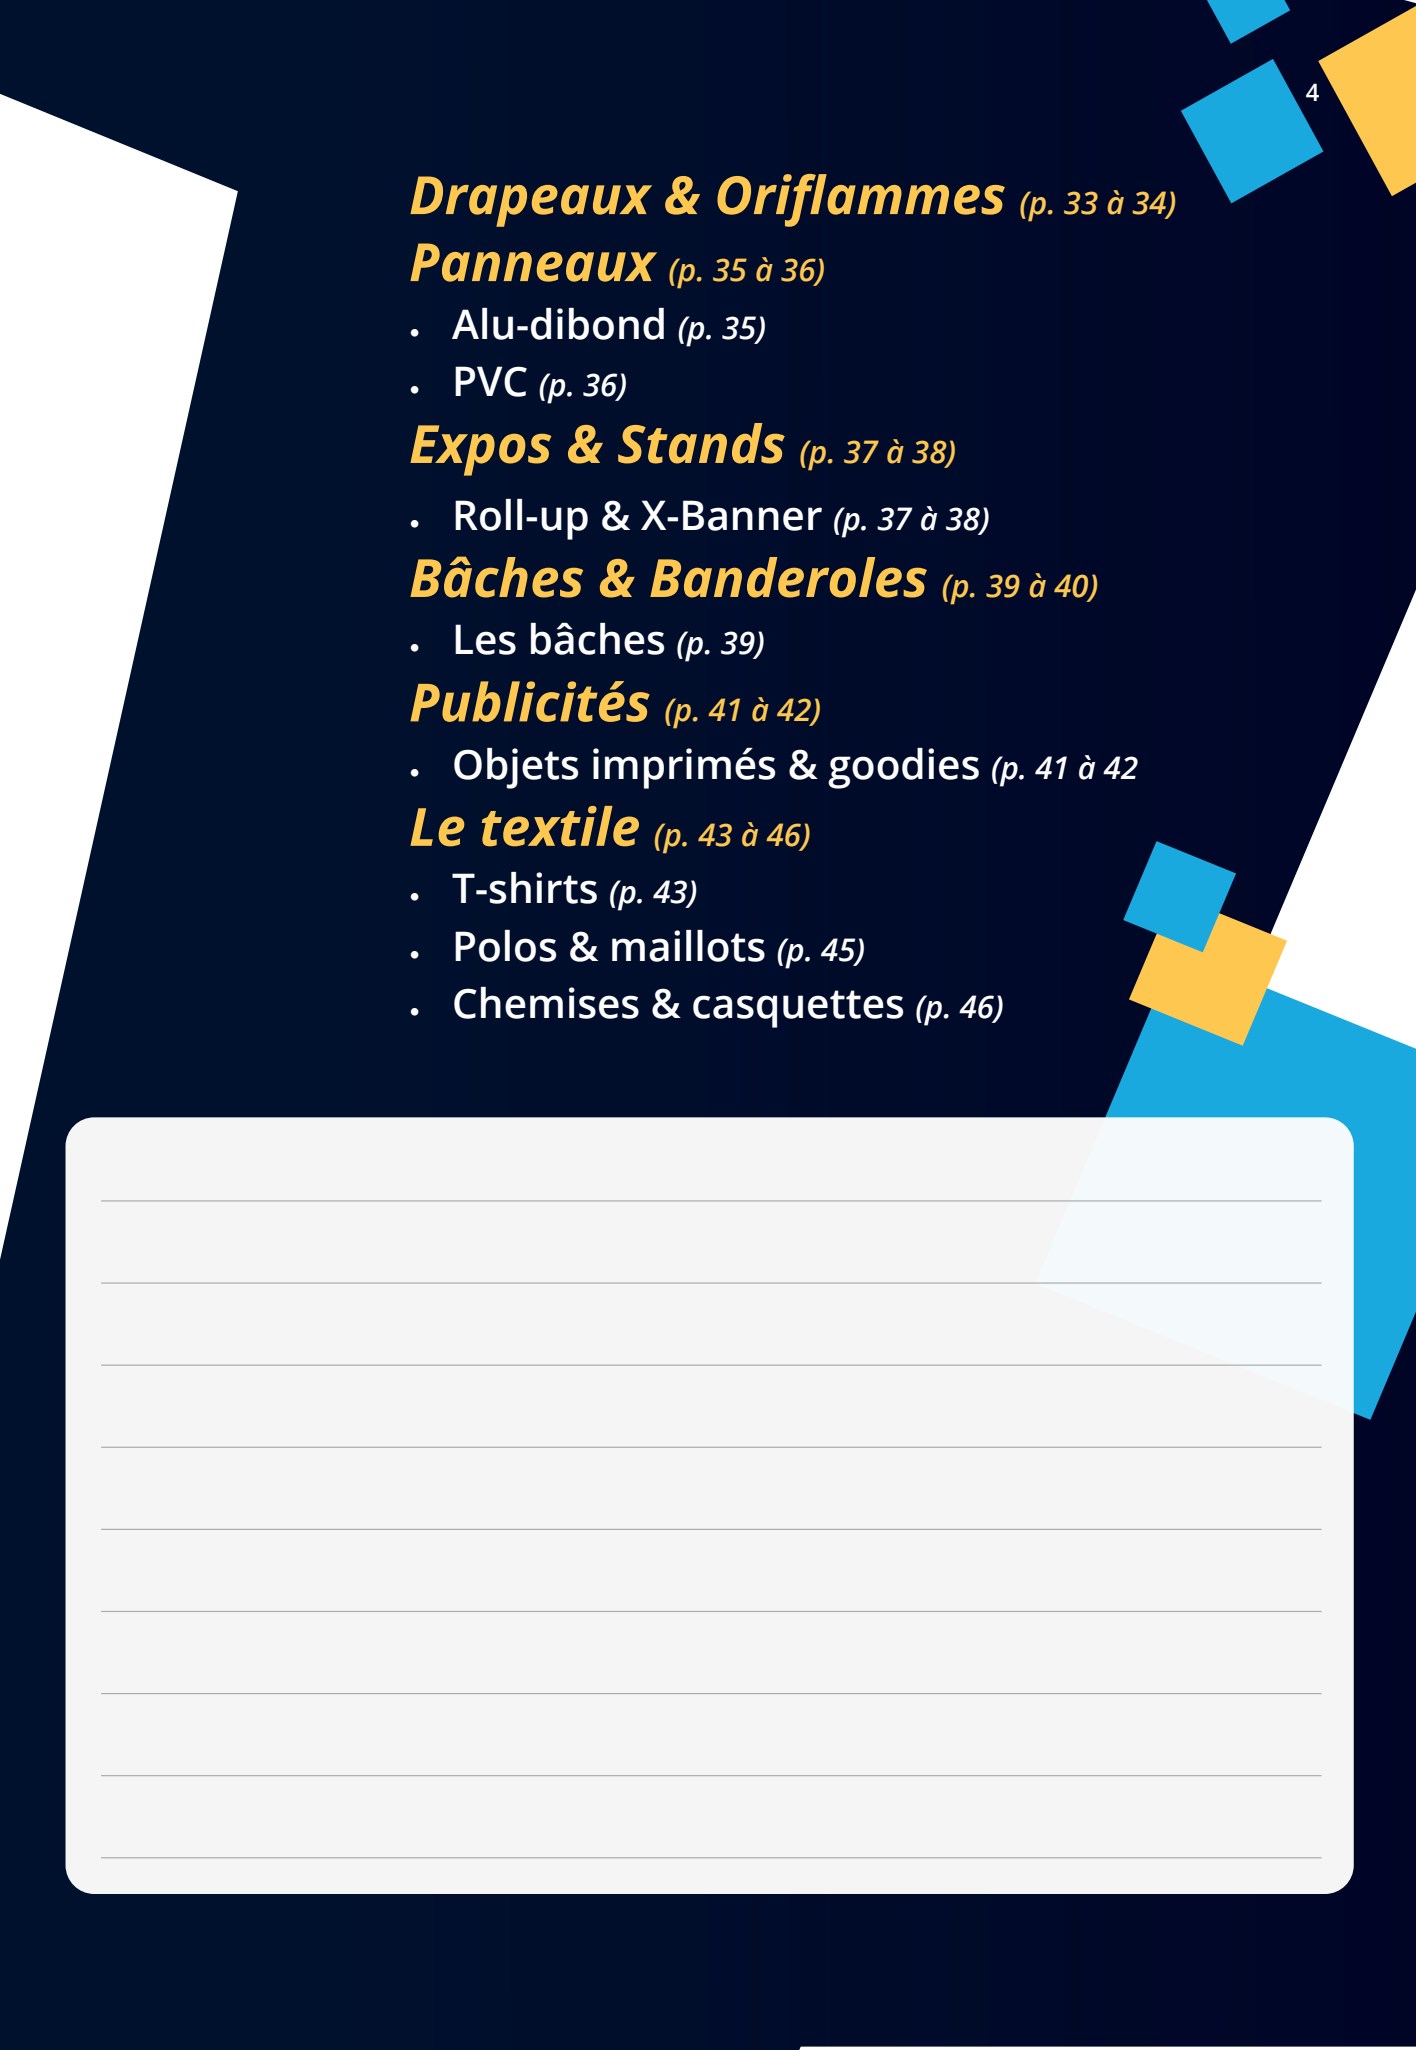 4
Drapeaux & Oriflammes (p. 33 à 34)
Panneaux (p. 35 à 36)
• Alu-dibond (p. 35)
• PVC (p. 36)
Expos & Stands (p. 37 à 38)
• Roll-up & X-Banner (p. 37 à 38)
Bâches & Banderoles (p. 39 à 40)
• Les bâches (p. 39)
Publicités (p. 41 à 42)
• Objets imprimés & goodies (p. 41 à 42
Le textile (p. 43 à 46)
• T-shirts (p. 43)
• Polos & maillots (p. 45)
• Chemises & casquettes (p. 46)